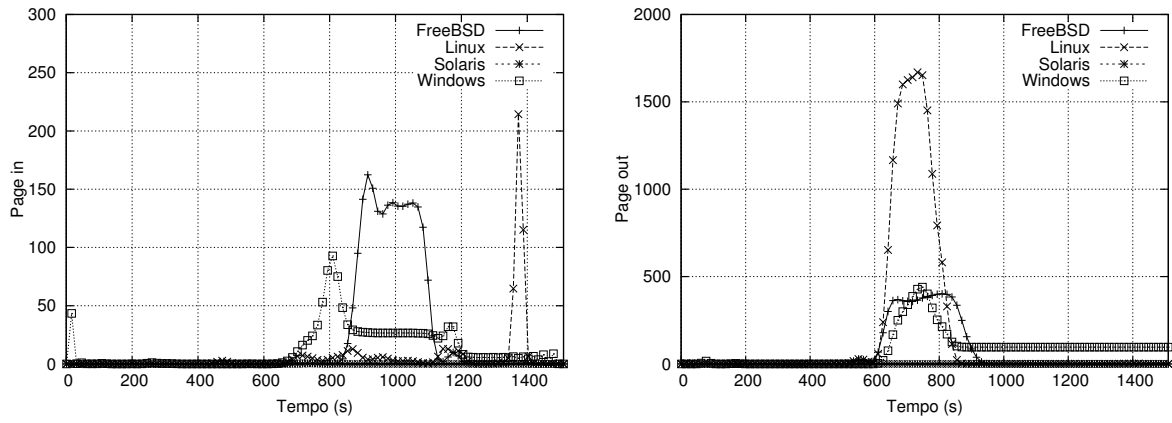 300
250
200
150
100
50
0
Page in
0 200 400 600 800 1000 1200 1400
Tempo (s)
FreeBSD
Linux
Solaris
Windows
2000
1500
1000
500
0
Page out
0 200 400 600 800 1000 1200 1400
Tempo (s)
FreeBSD
Linux
Solaris
Windows